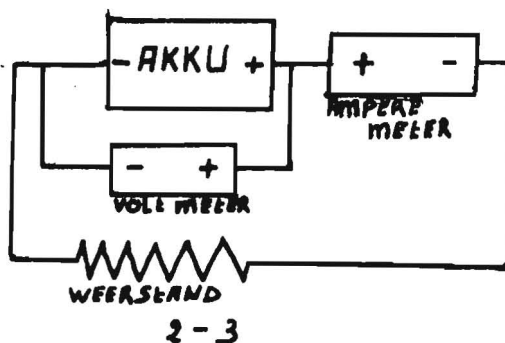 - AKKU +
+ -
AMPERE
METER
- +
VOLT METER
WEERSTAND
2 - 3